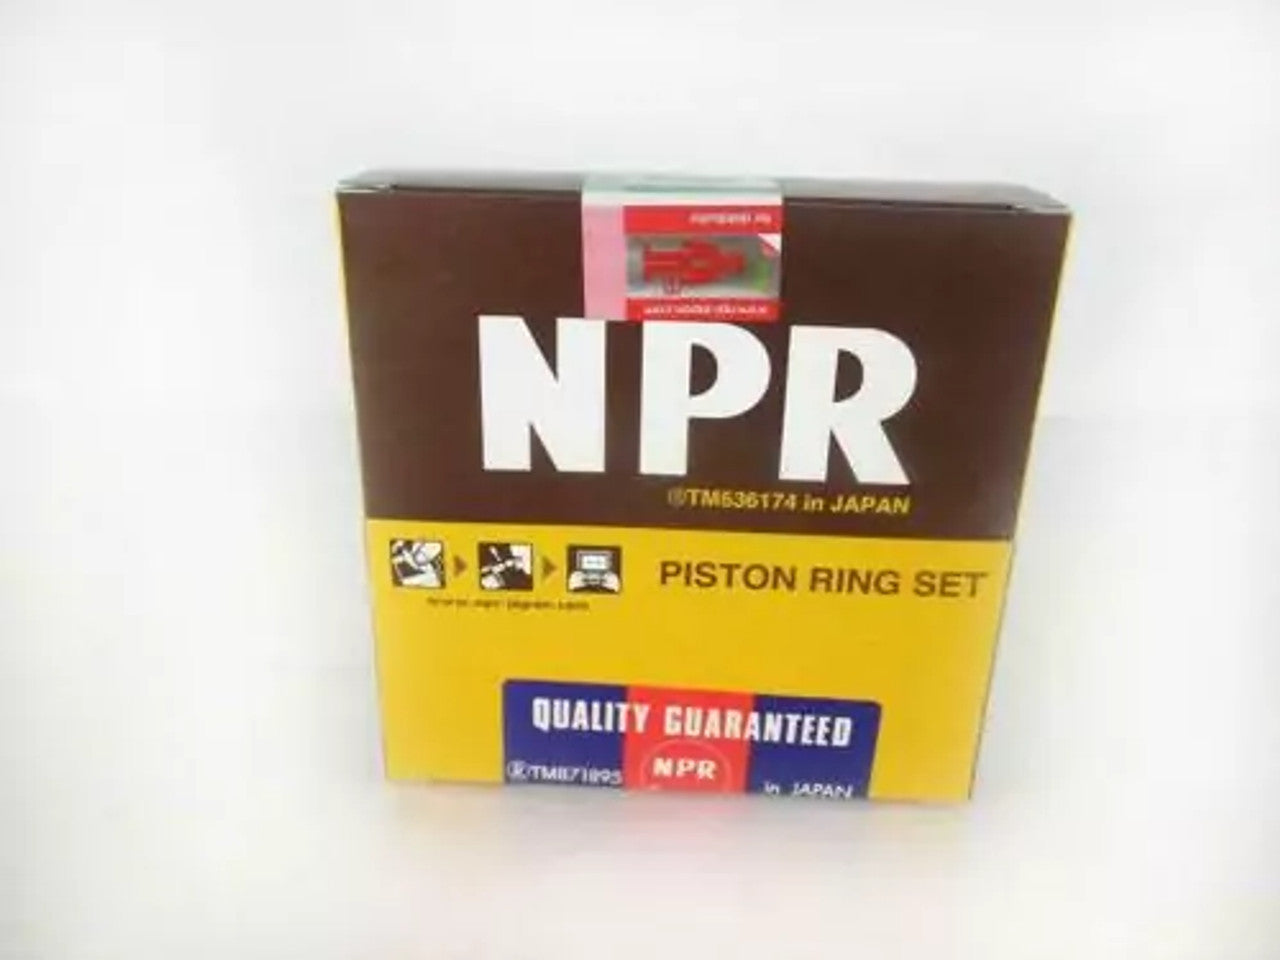 NPR
®TM636174 in JAPAN
PISTON RING SET
QUALITY GUARANTEED
®TM871895 NPR in JAPAN